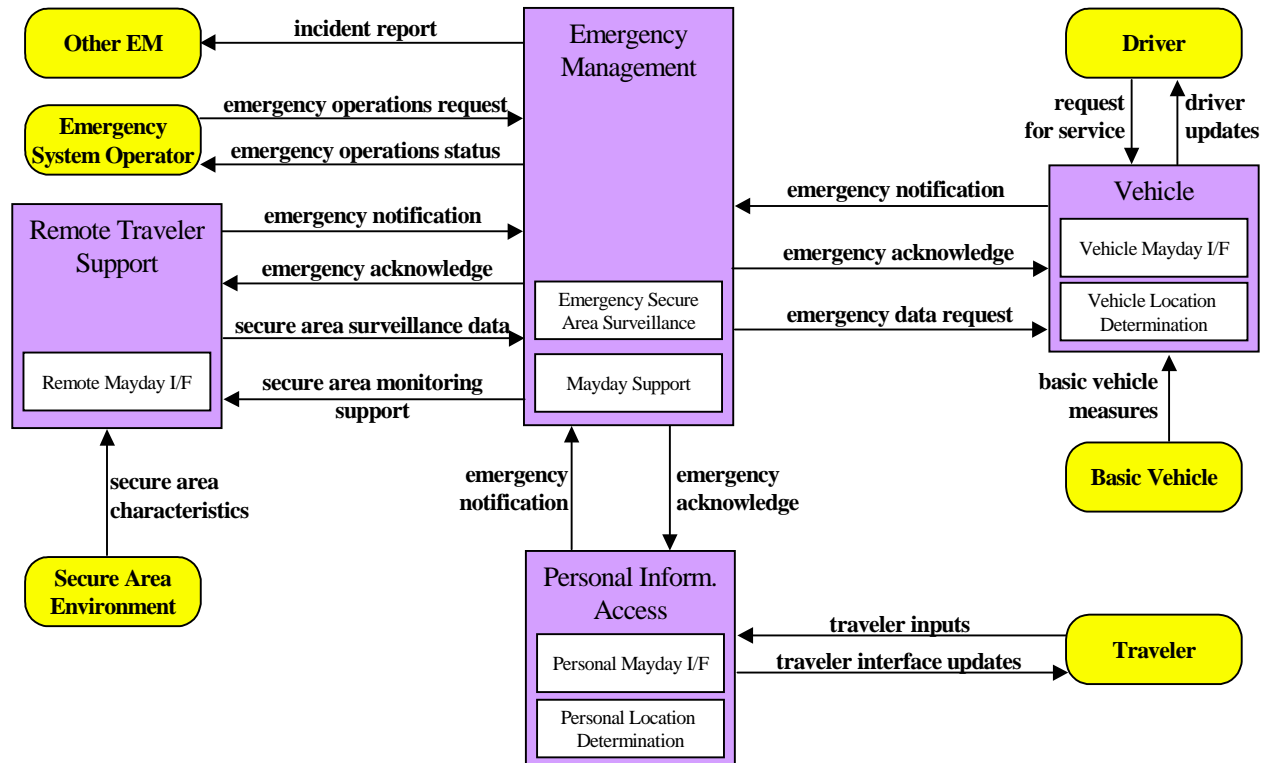 Other EM
incident report
Emergency
Management
Driver
emergency operations request
Emergency
System Operator
emergency operations status
request
for service
driver
updates
Remote Traveler
Support
emergency notification
emergency acknowledge
secure area surveillance data
Remote Mayday I/F
secure area monitoring
support
Emergency Secure
Area Surveillance
Mayday Support
emergency notification
emergency acknowledge
emergency data request
Vehicle
Vehicle Mayday I/F
Vehicle Location
Determination
basic vehicle
measures
Basic Vehicle
secure area
characteristics
Secure Area
Environment
emergency
notification
emergency
acknowledge
Personal Inform.
Access
Personal Mayday I/F
Personal Location
Determination
traveler inputs
traveler interface updates
Traveler